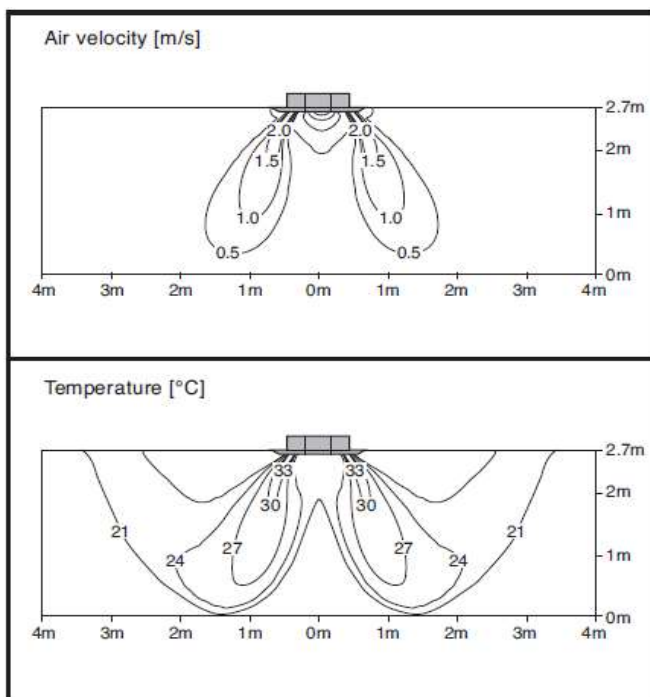 Air velocity [m/s]
2.7m
2.0 2.0
2m
1.5 1.5
1m
1.0 1.0
0.5 0.5
0m
4m 3m 2m 1m 0m 1m 2m 3m 4m
Temperature [°C]
2.7m
33 33
2m
30 30
21 21
27 27
24 24
1m
0m
4m 3m 2m 1m 0m 1m 2m 3m 4m